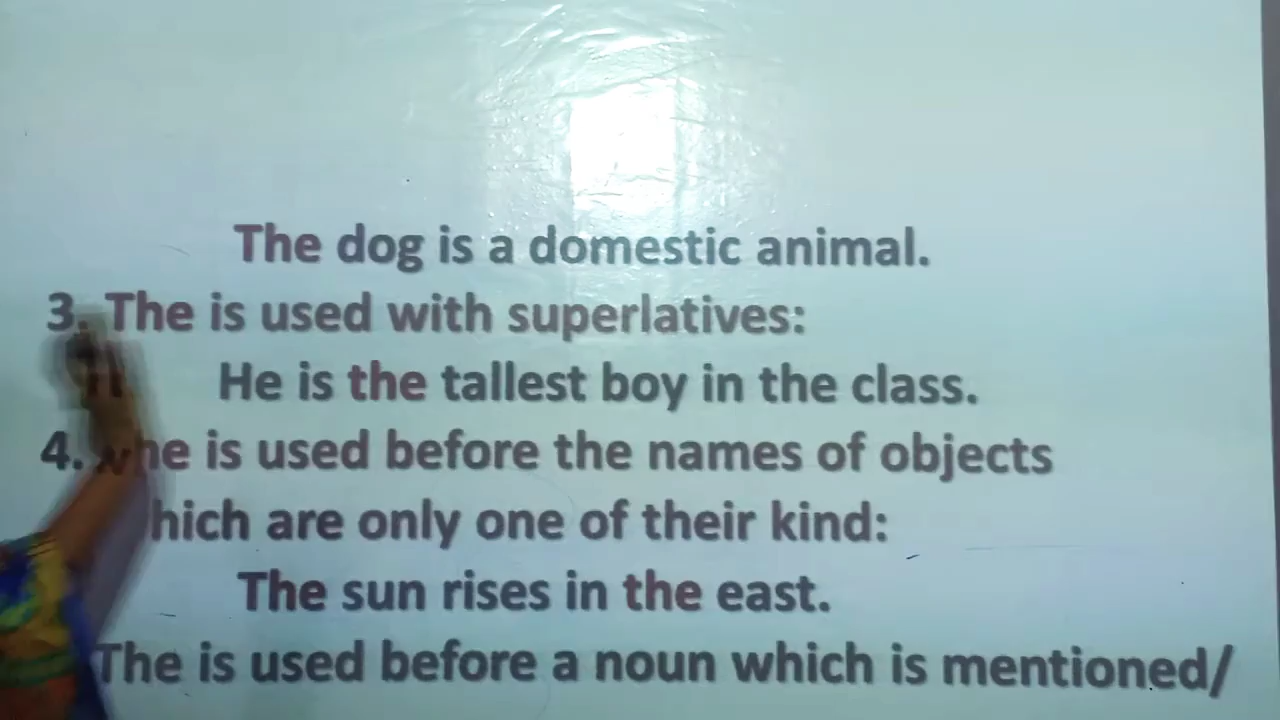 The dog is a domestic animal.
3. The is used with superlatives:
He is the tallest boy in the class.
4. The is used before the names of objects
which are only one of their kind:
The sun rises in the east.
The is used before a noun which is mentioned/